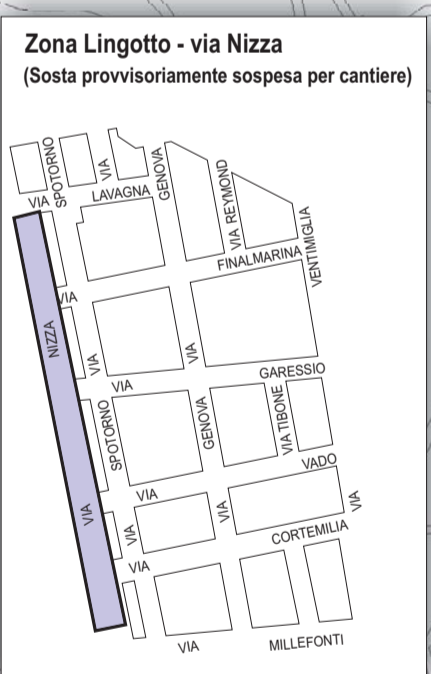 Zona Lingotto - via Nizza
(Sosta provvisoriamente sospesa per cantiere)
SPOTORNO
VIA
GENOVA
VIA
LAVAGNA
VIA REYMOND
VENTIMIGLIA
FINALMARINA
VIA
NIZZA
VIA
VIA
GARESSIO
VIA
SPOTORNO
GENOVA
VIA TIBONE
VADO
VIA
VIA
VIA
VIA
VIA
CORTEMILIA
VIA
VIA
MILLEFONTI